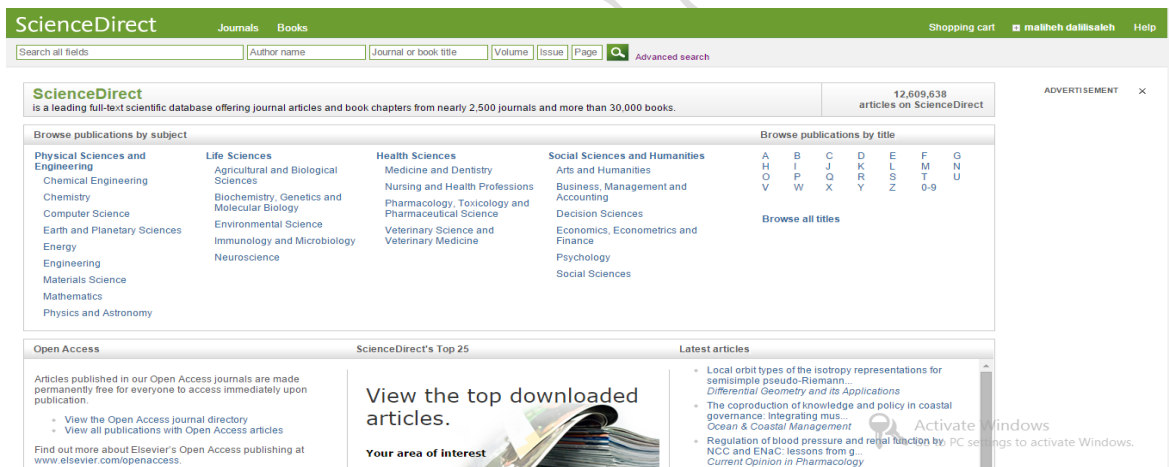 ScienceDirect Journals Books Shopping cart maliheh dalilisaleh Help
Search all fields Author name Journal or book title Volume Issue Page Advanced search
ScienceDirect
is a leading full-text scientific database offering journal articles and book chapters from nearly 2,500 journals and more than 30,000 books.
12,609,638
articles on ScienceDirect
ADVERTISEMENT ×
Browse publications by subject
Physical Sciences and
Engineering
Chemical Engineering
Chemistry
Computer Science
Earth and Planetary Sciences
Energy
Engineering
Materials Science
Mathematics
Physics and Astronomy
Life Sciences
Agricultural and Biological
Sciences
Biochemistry, Genetics and
Molecular Biology
Environmental Science
Immunology and Microbiology
Neuroscience
Health Sciences
Medicine and Dentistry
Nursing and Health Professions
Pharmacology, Toxicology and
Pharmaceutical Science
Veterinary Science and
Veterinary Medicine
Social Sciences and Humanities
Arts and Humanities
Business, Management and
Accounting
Decision Sciences
Economics, Econometrics and
Finance
Psychology
Social Sciences
Browse publications by title
A B C D E F G
H I J K L M N
O P Q R S T U
V W X Y Z 0-9
Browse all titles
Open Access
Articles published in our Open Access journals are made
permanently free for everyone to access immediately upon
publication.
View the Open Access journal directory
View all publications with Open Access articles
Find out more about Elsevier's Open Access publishing at
www.elsevier.com/openaccess.
ScienceDirect's Top 25
View the top downloaded
articles.
Your area of interest
Latest articles
Local orbit types of the isotropy representations for
semisimple pseudo-Riemann...
Differential Geometry and its Applications
The coproduction of knowledge and policy in coastal
governance: Integrating mus...
Ocean & Coastal Management
Regulation of blood pressure and renal function by
NCC and ENaC: lessons from g...
Current Opinion in Pharmacology
Activate Windows
to PC settings to activate Windows.